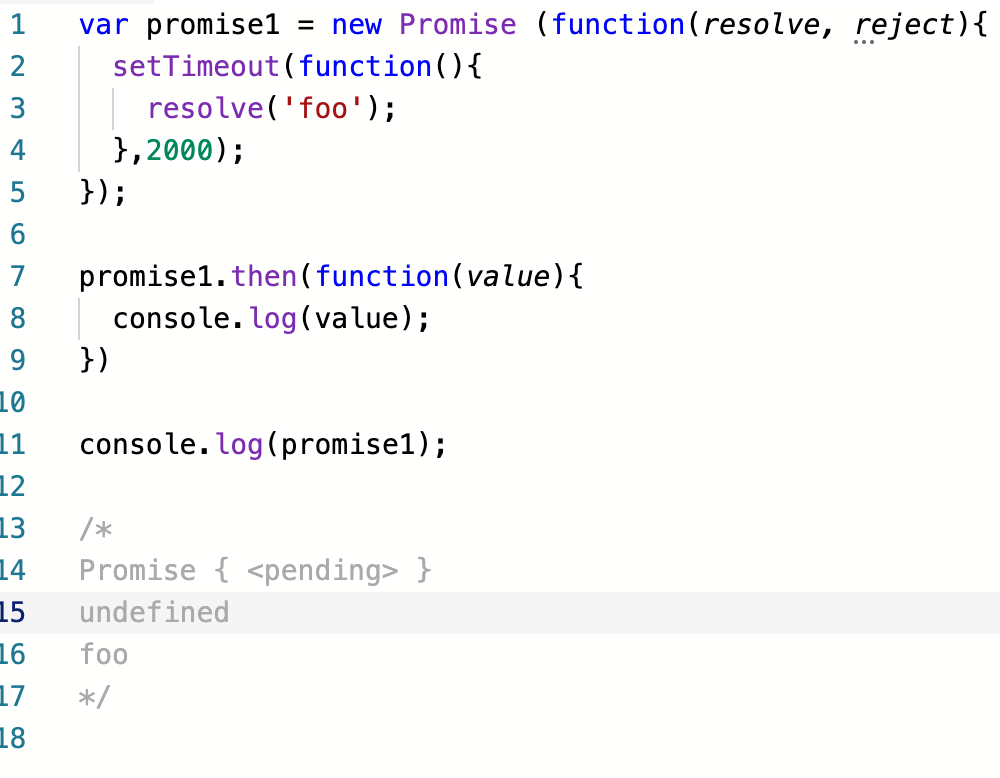 1 var promise1 = new Promise (function(resolve, reject){
2 setTimeout(function(){
3 resolve('foo');
4 },2000);
5 });
6
7 promise1.then(function(value){
8 console.log(value);
9 })
10
11 console.log(promise1);
12
13 /*
14 Promise { <pending> }
15 undefined
16 foo
17 */
18